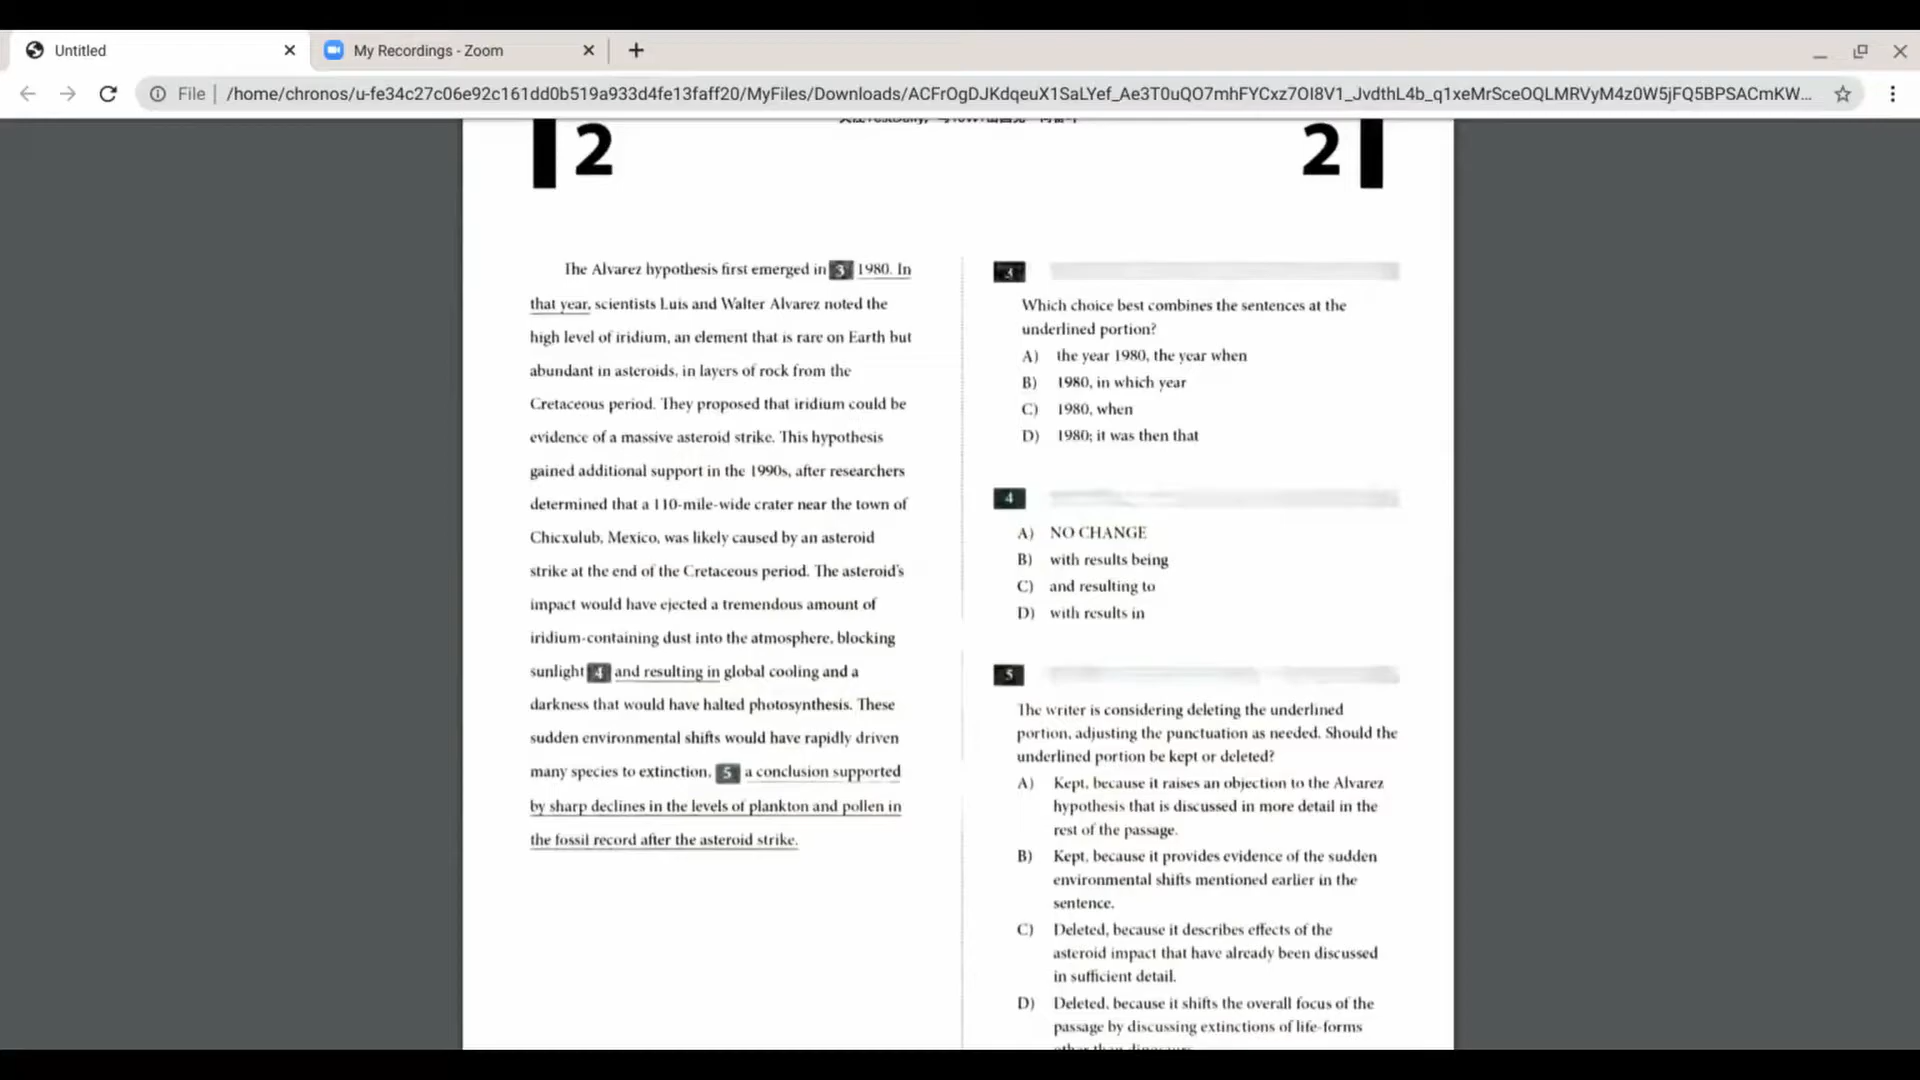 Untitled
My Recordings - Zoom
File
/home/chronos/u-fe34c27c06e92c161dd0b519a933d4fe13faff20/MyFiles/Downloads/ACFrOgDJKdqeuX1SaLYef_Ae3T0uQO7mhFYCxz7OI8V1_JvdthL4b_q1xeMrSceOQLMRVyM4z0W5jFQ5BPSACmKW...
2
2
The Alvarez hypothesis first emerged in 3 1980. In
that year, scientists Luis and Walter Alvarez noted the
high level of iridium, an element that is rare on Earth but
abundant in asteroids, in layers of rock from the
Cretaceous period. They proposed that iridium could be
evidence of a massive asteroid strike. This hypothesis
gained additional support in the 1990s, after researchers
determined that a 110-mile-wide crater near the town of
Chicxulub, Mexico, was likely caused by an asteroid
strike at the end of the Cretaceous period. The asteroid's
impact would have ejected a tremendous amount of
iridium-containing dust into the atmosphere, blocking
sunlight 4 and resulting in global cooling and a
darkness that would have halted photosynthesis. These
sudden environmental shifts would have rapidly driven
many species to extinction, 5 a conclusion supported
by sharp declines in the levels of plankton and pollen in
the fossil record after the asteroid strike.
3
Which choice best combines the sentences at the
underlined portion?
A) the year 1980, the year when
B) 1980, in which year
C) 1980, when
D) 1980; it was then that
4
A) NO CHANGE
B) with results being
C) and resulting to
D) with results in
5
The writer is considering deleting the underlined
portion, adjusting the punctuation as needed. Should the
underlined portion be kept or deleted?
A) Kept, because it raises an objection to the Alvarez
hypothesis that is discussed in more detail in the
rest of the passage.
B) Kept, because it provides evidence of the sudden
environmental shifts mentioned earlier in the
sentence.
C) Deleted, because it describes effects of the
asteroid impact that have already been discussed
in sufficient detail.
D) Deleted, because it shifts the overall focus of the
passage by discussing extinctions of life-forms
other than dinosaurs.